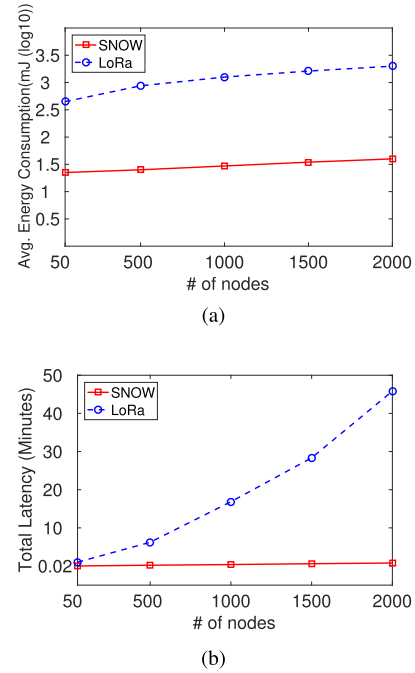 Avg. Energy Consumption(mJ (log10))
SNOW
LoRa
3.5
3
2.5
2
1.5
1
0.5
50 500 1000 1500 2000
# of nodes
(a)
Total Latency (Minutes)
SNOW
LoRa
50
40
30
20
10
0.02
50 500 1000 1500 2000
# of nodes
(b)